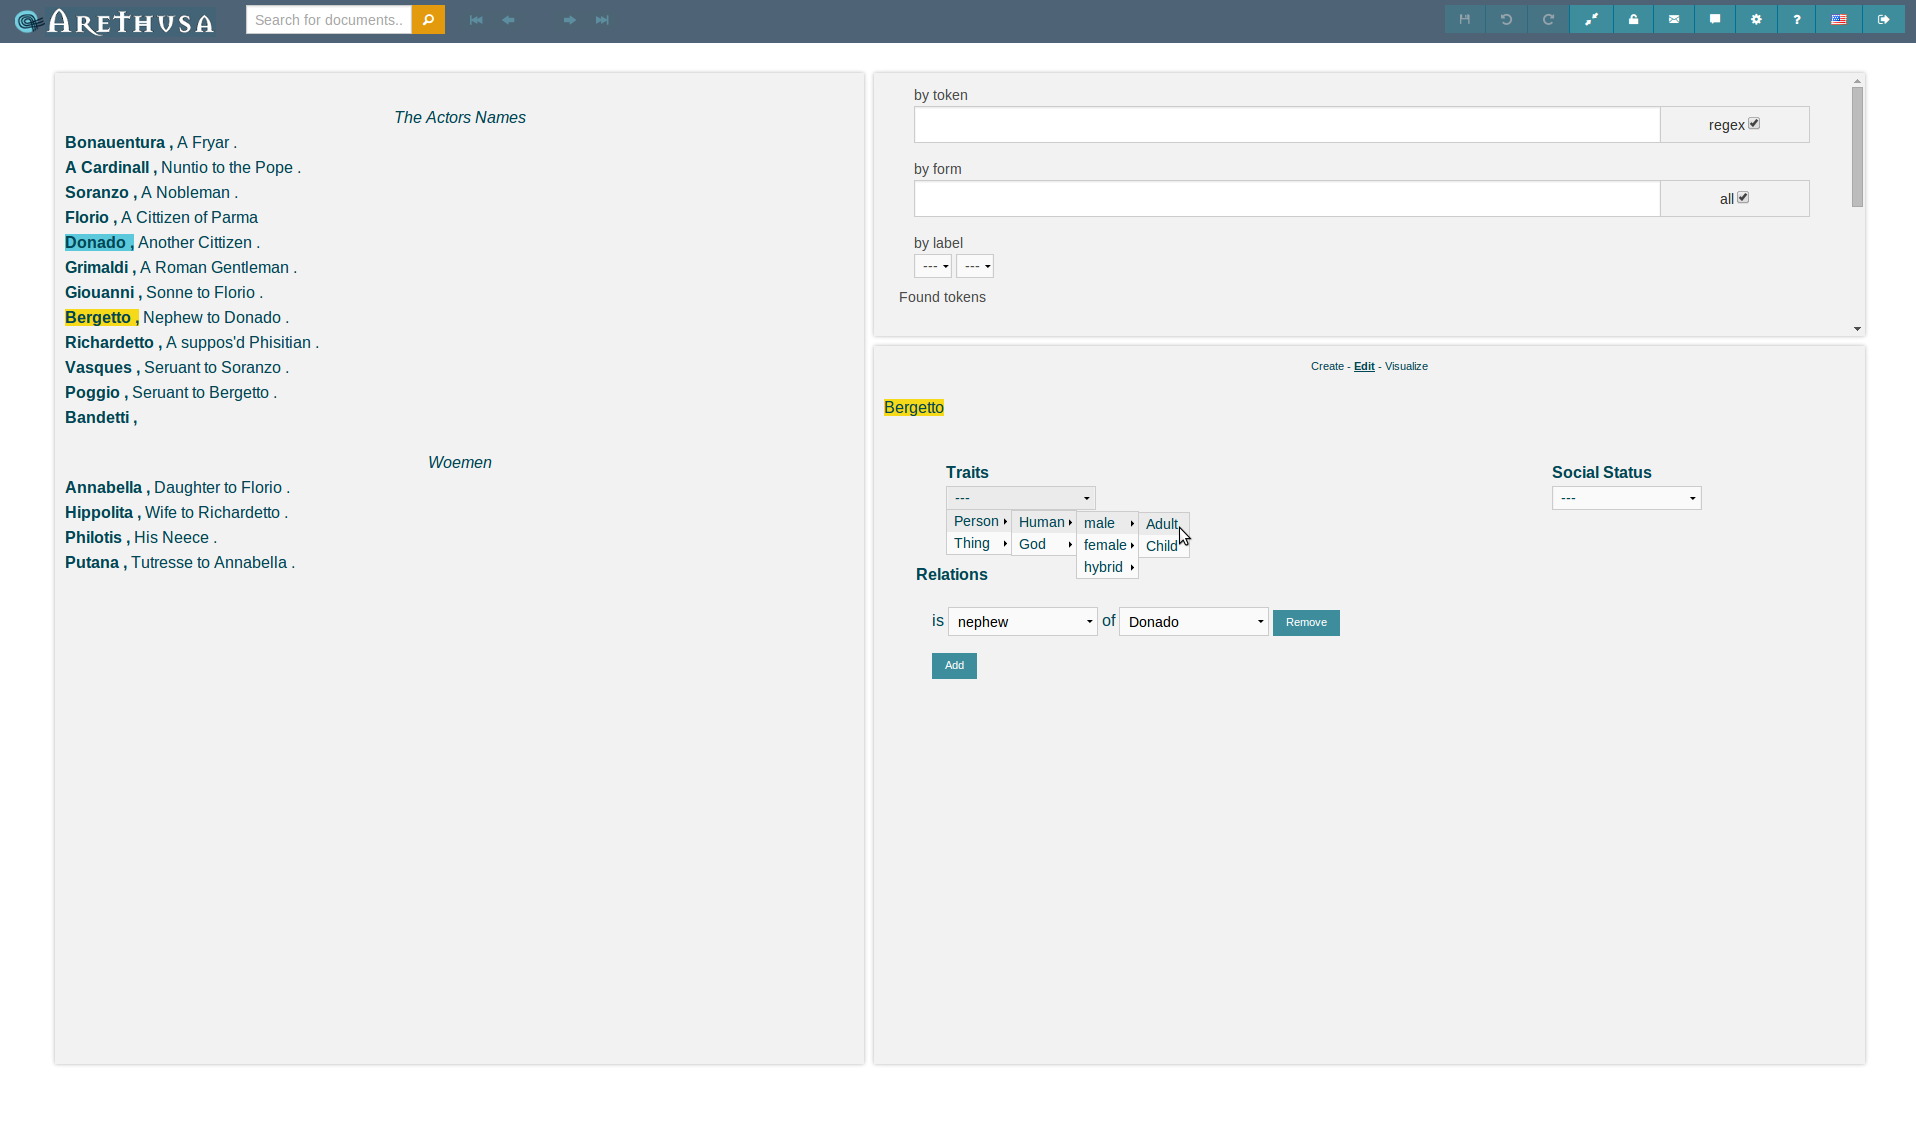 ARETHUSA
Search for documents..
The Actors Names
Bonauentura , A Fryar .
A Cardinall , Nuntio to the Pope .
Soranzo , A Nobleman .
Florio , A Cittizen of Parma
Donado , Another Cittizen .
Grimaldi , A Roman Gentleman .
Giouanni , Sonne to Florio .
Bergetto , Nephew to Donado .
Richardetto , A suppos'd Phisitian .
Vasques , Seruant to Soranzo .
Poggio , Seruant to Bergetto .
Bandetti ,
Woemen
Annabella , Daughter to Florio .
Hippolita , Wife to Richardetto .
Philotis , His Neece .
Putana , Tutresse to Annabella .
by token
regex
by form
all
by label
--- ---
Found tokens
Create - Edit - Visualize
Bergetto
Traits
---
Person Human male Adult
Thing God female Child
hybrid
Social Status
---
Relations
is nephew of Donado Remove
Add